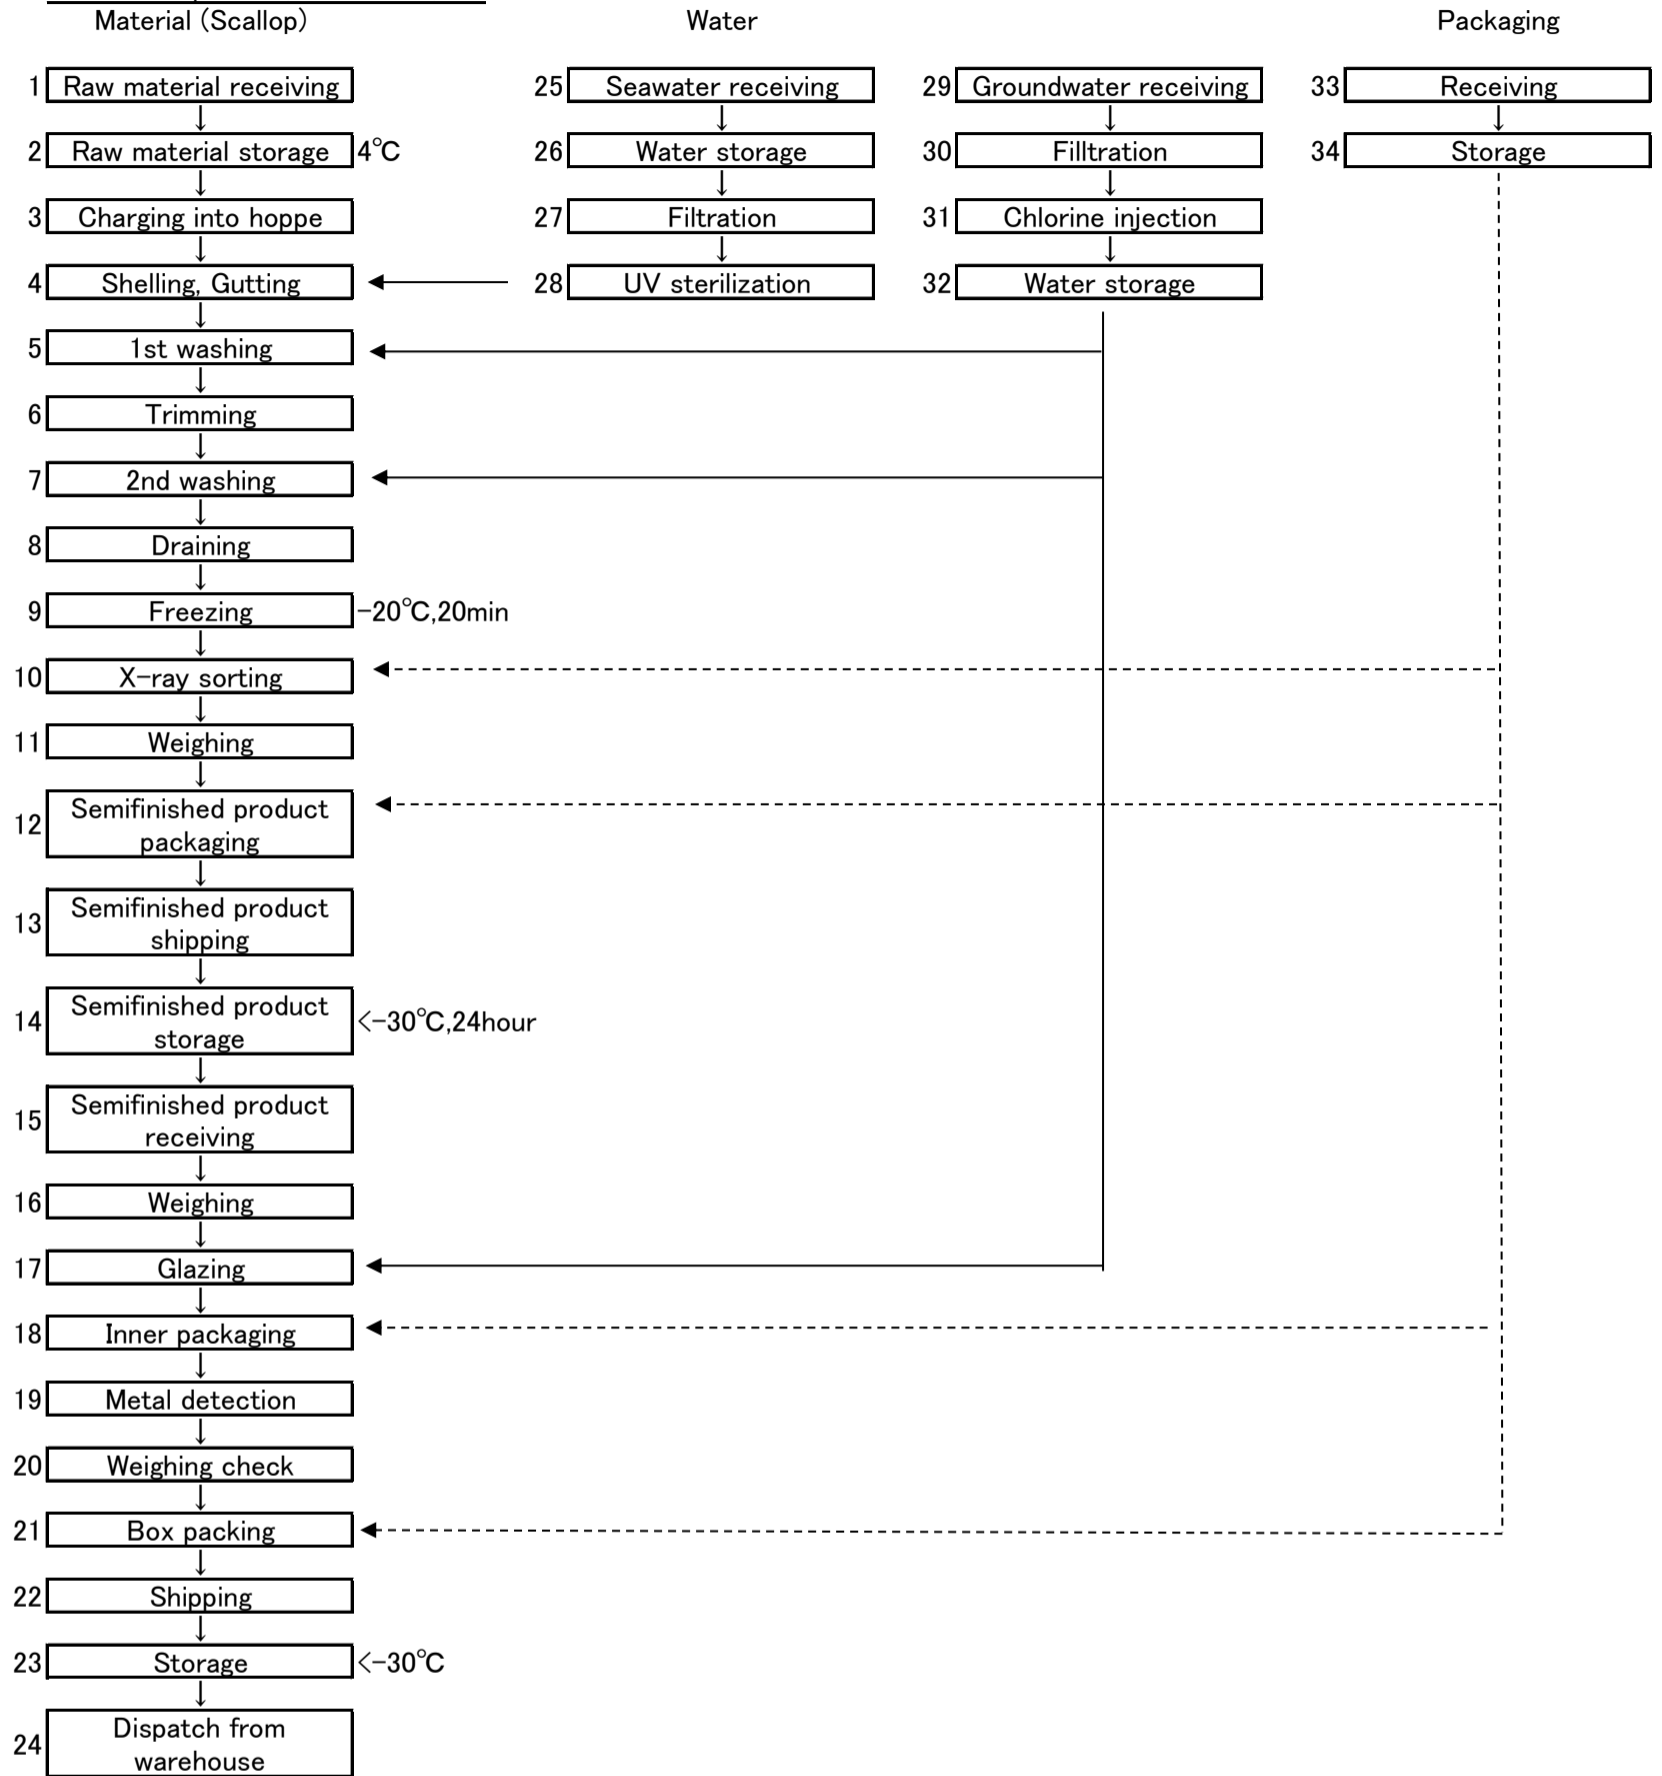 Material (Scallop)
Water
Packaging
1 Raw material receiving
2 Raw material storage 4℃
3 Charging into hoppe
4 Shelling, Gutting
5 1st washing
6 Trimming
7 2nd washing
8 Draining
9 Freezing -20℃,20min
10 X-ray sorting
11 Weighing
12 Semifinished product
packaging
13 Semifinished product
shipping
14 Semifinished product
storage <-30℃,24hour
15 Semifinished product
receiving
16 Weighing
17 Glazing
18 Inner packaging
19 Metal detection
20 Weighing check
21 Box packing
22 Shipping
23 Storage <-30℃
24 Dispatch from
warehouse
25 Seawater receiving
26 Water storage
27 Filtration
28 UV sterilization
29 Groundwater receiving
30 Filltration
31 Chlorine injection
32 Water storage
33 Receiving
34 Storage